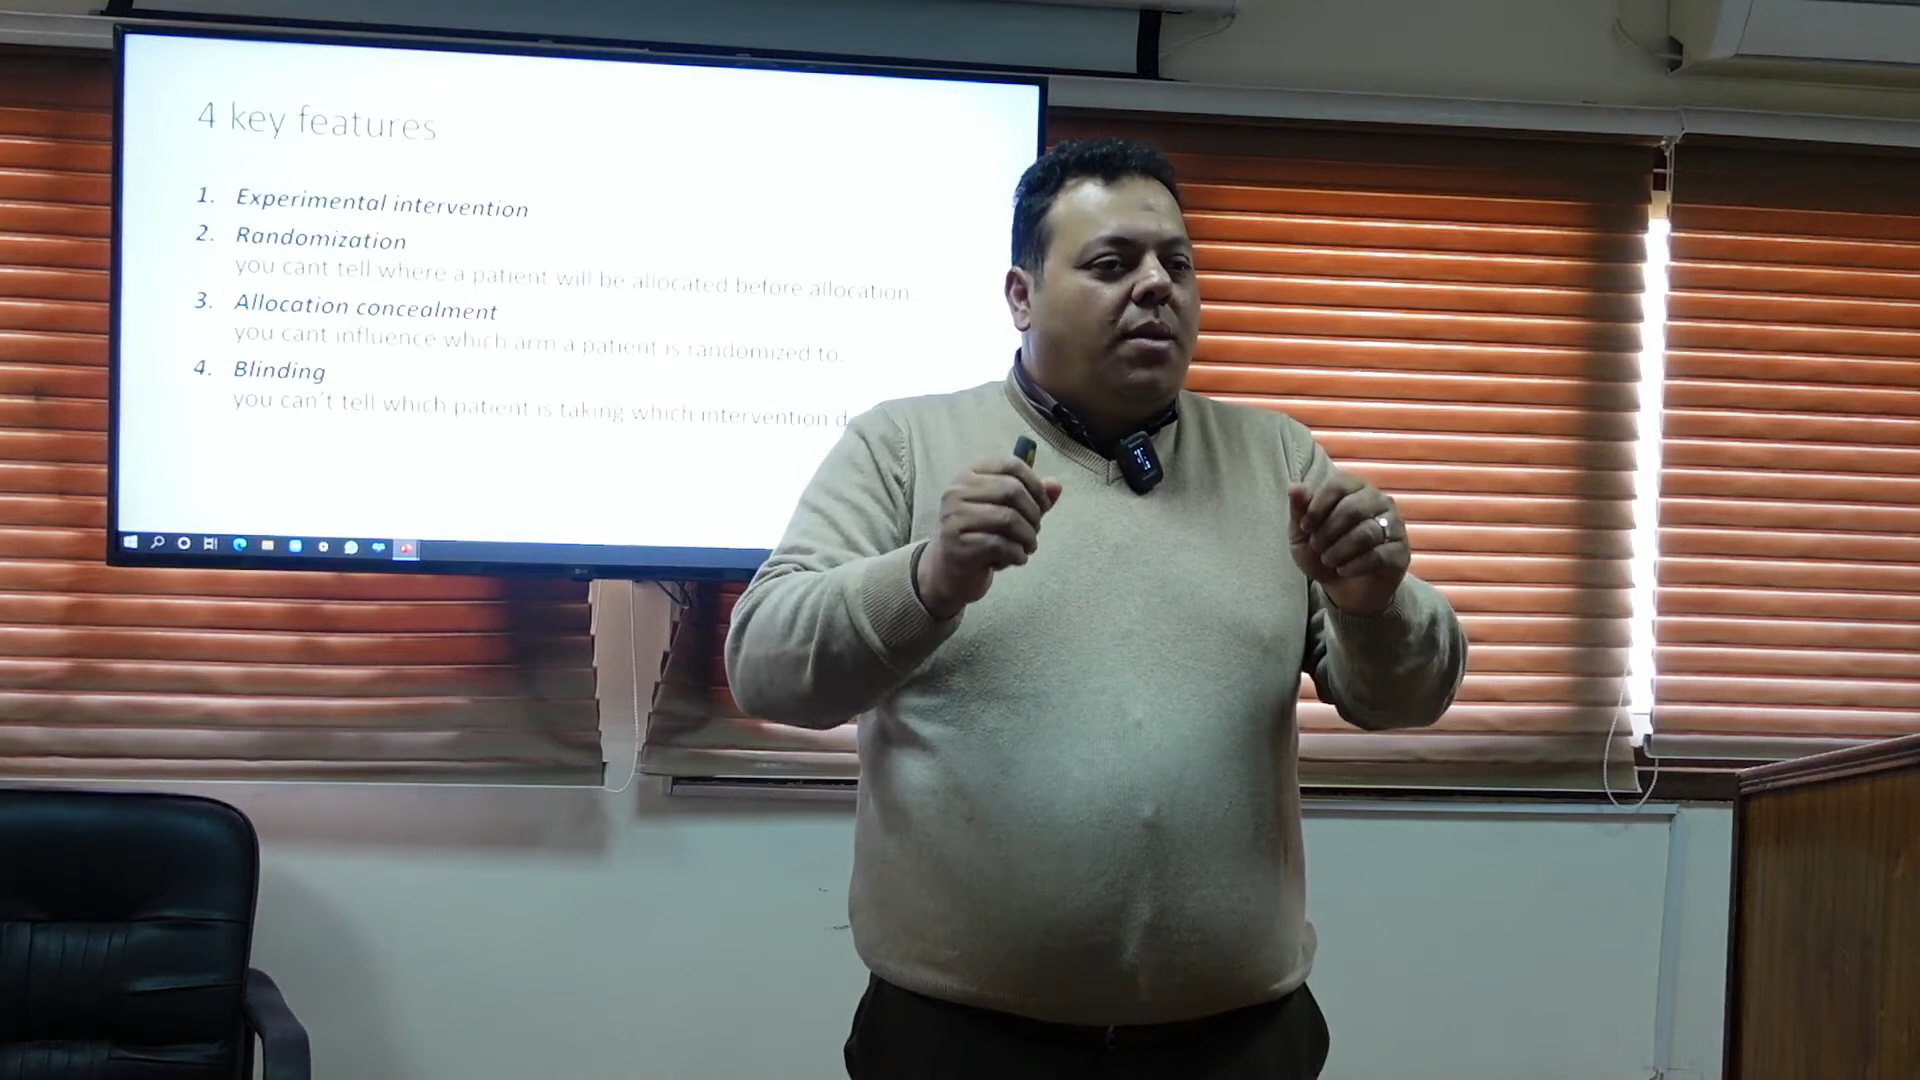 4 key features
1. Experimental intervention
2. Randomization
you cant tell where a patient will be allocated before allocation.
3. Allocation concealment
you cant influence which arm a patient is randomized to.
4. Blinding
you can't tell which patient is taking which intervention
LG